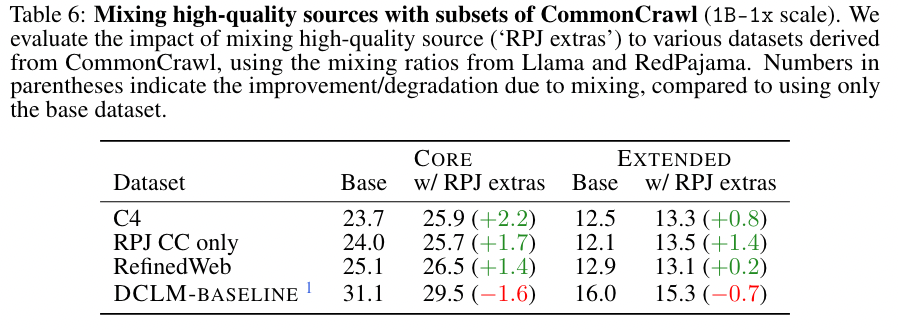 Table 6: Mixing high-quality sources with subsets of CommonCrawl (1B-1x scale). We
evaluate the impact of mixing high-quality source (‘RPJ extras’) to various datasets derived
from CommonCrawl, using the mixing ratios from Llama and RedPajama. Numbers in
parentheses indicate the improvement/degradation due to mixing, compared to using only
the base dataset.
CORE EXTENDED
Dataset Base w/ RPJ extras Base w/ RPJ extras
C4 23.7 25.9 (+2.2) 12.5 13.3 (+0.8)
RPJ CC only 24.0 25.7 (+1.7) 12.1 13.5 (+1.4)
RefinedWeb 25.1 26.5 (+1.4) 12.9 13.1 (+0.2)
DCLM-BASELINE 1 31.1 29.5 (−1.6) 16.0 15.3 (−0.7)